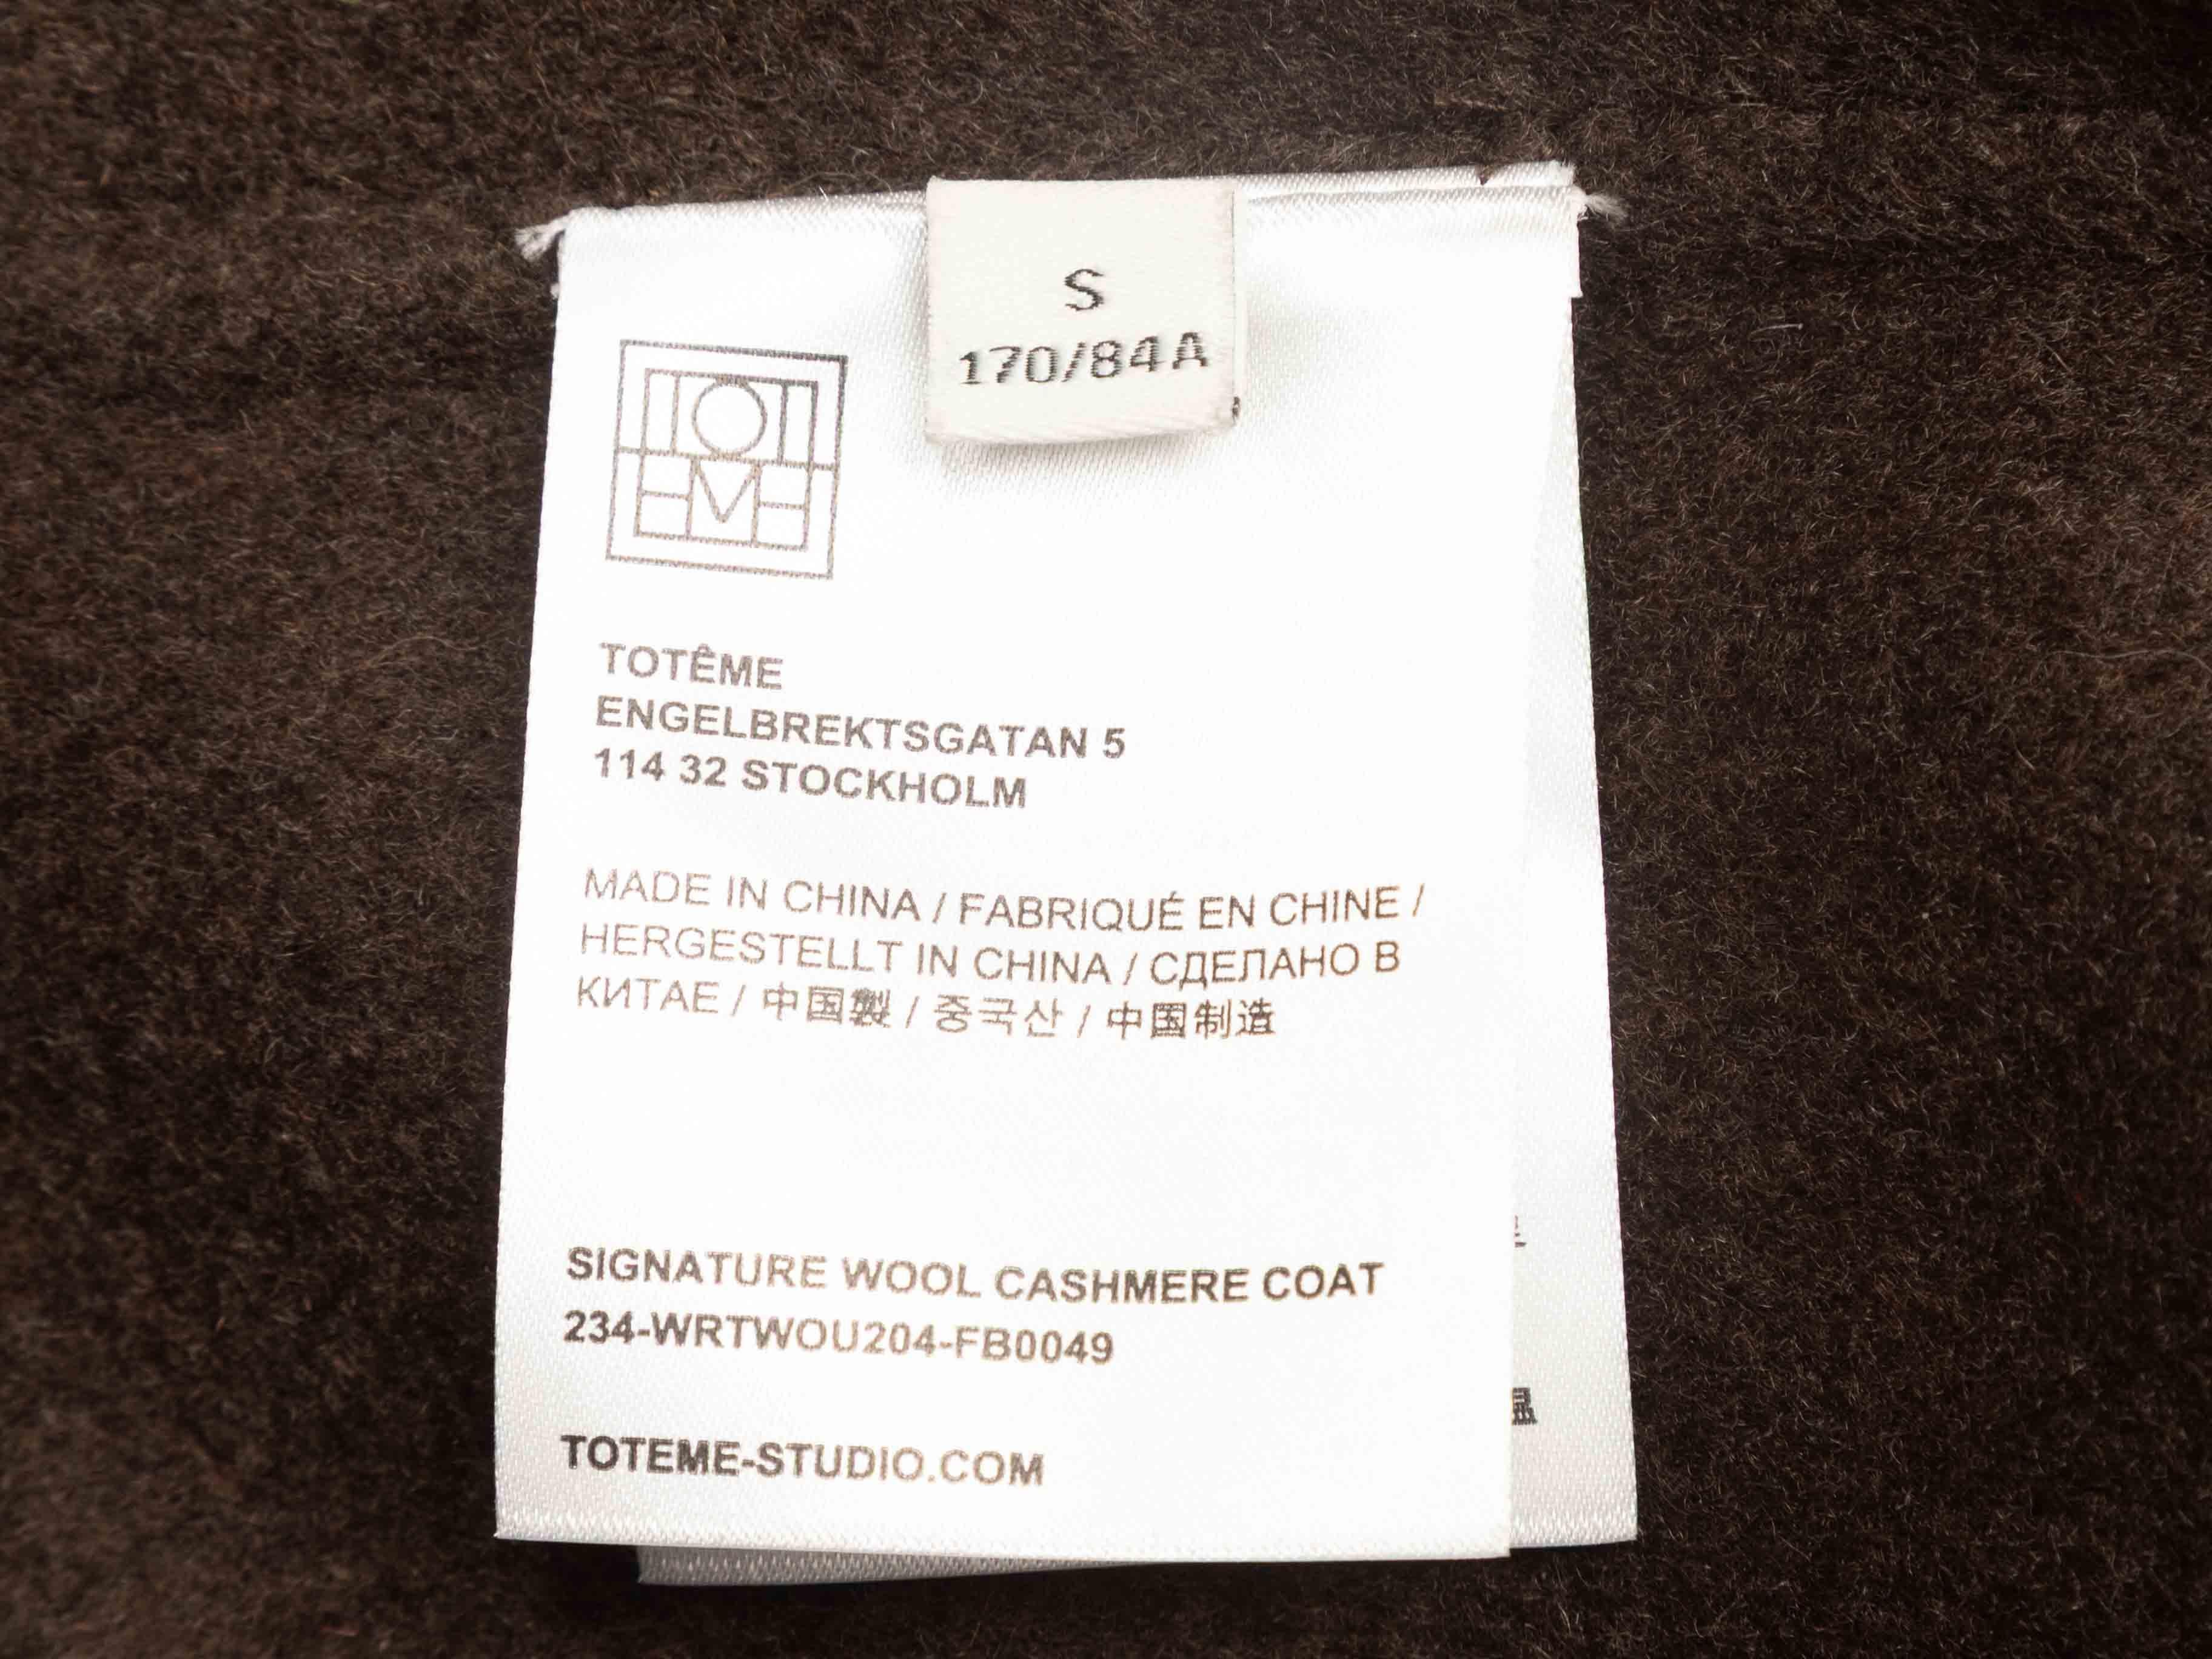 S
170/84A
TOTEME
TOTÊME
ENGELBREKTSGATAN 5
114 32 STOCKHOLM
MADE IN CHINA / FABRIQUÉ EN CHINE /
HERGESTELLT IN CHINA / СДЕЛАНО В
КИТАЕ / 中国製 / 중국산 / 中国制造
SIGNATURE WOOL CASHMERE COAT
234-WRTWOU204-FB0049
TOTEME-STUDIO.COM